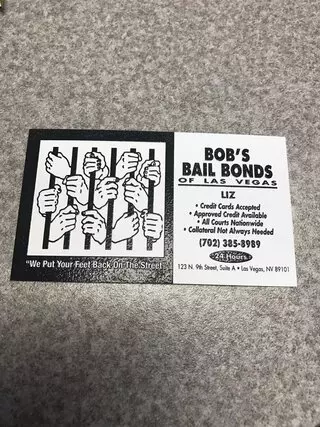 BOB'S
BAIL BONDS
OF LAS VEGAS
LIZ
• Credit Cards Accepted
• Approved Credit Available
• All Courts Nationwide
• Collateral Not Always Needed
(702) 385-8989
24 Hours
123 N. 9th Street, Suite A • Las Vegas, NV 89101
"We Put Your Feet Back On The Street